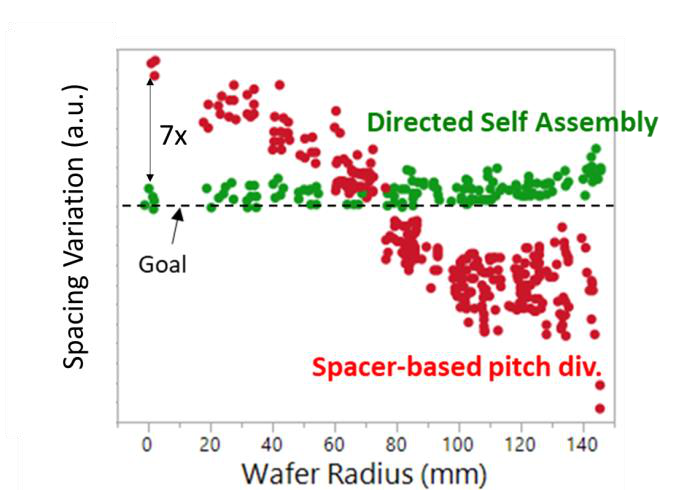 Spacing Variation (a.u.)
7x
Directed Self Assembly
Goal
Spacer-based pitch div.
0 20 40 60 80 100 120 140
Wafer Radius (mm)